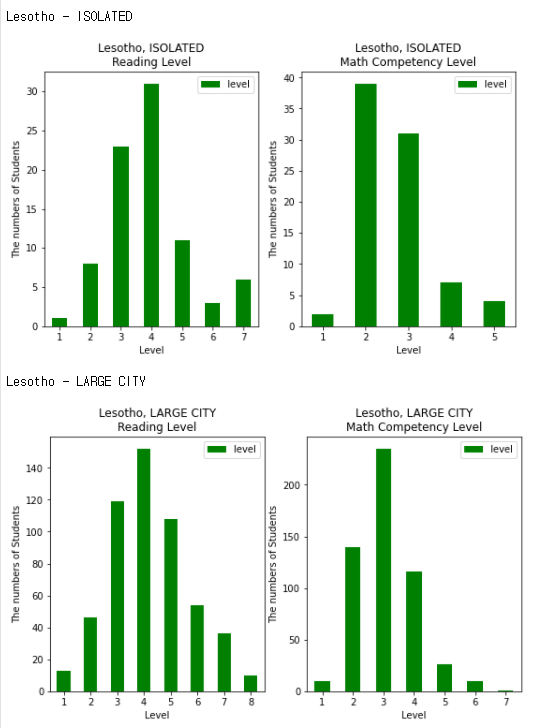 Lesotho - ISOLATED
Lesotho, ISOLATED
Reading Level
level
30
25
20
15
10
5
0
The numbers of Students
1 2 3 4 5 6 7
Level
Lesotho, ISOLATED
Math Competency Level
level
40
35
30
25
20
15
10
5
0
The numbers of Students
1 2 3 4 5
Level
Lesotho - LARGE CITY
Lesotho, LARGE CITY
Reading Level
level
140
120
100
80
60
40
20
0
The numbers of Students
1 2 3 4 5 6 7 8
Level
Lesotho, LARGE CITY
Math Competency Level
level
200
150
100
50
0
The numbers of Students
1 2 3 4 5 6 7
Level